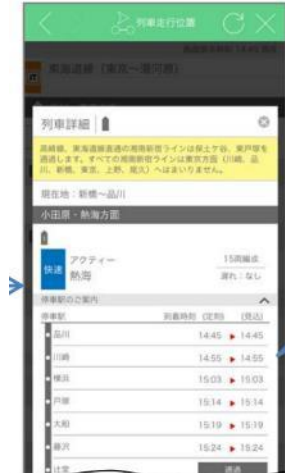 列車走行位置
東海道線（東京～湯河原）
列車詳細
高崎線、東海道線直通の湘南新宿ラインは保土ケ谷、東戸塚を
通過します。すべての湘南新宿ラインは東京方面（川崎、品
川、新橋、東京、上野、尾久）へはまいりません。
現在地：新橋～品川
小田原・熱海方面
快速
アクティー
熱海
15両編成
遅れ：なし
停車駅のご案内
停車駅 到着時刻 (定刻) (見込)
品川 14:45 14:45
川崎 14:55 14:55
横浜 15:03 15:03
戸塚 15:14 15:14
大船 15:19 15:19
藤沢 15:24 15:24
辻堂 通過